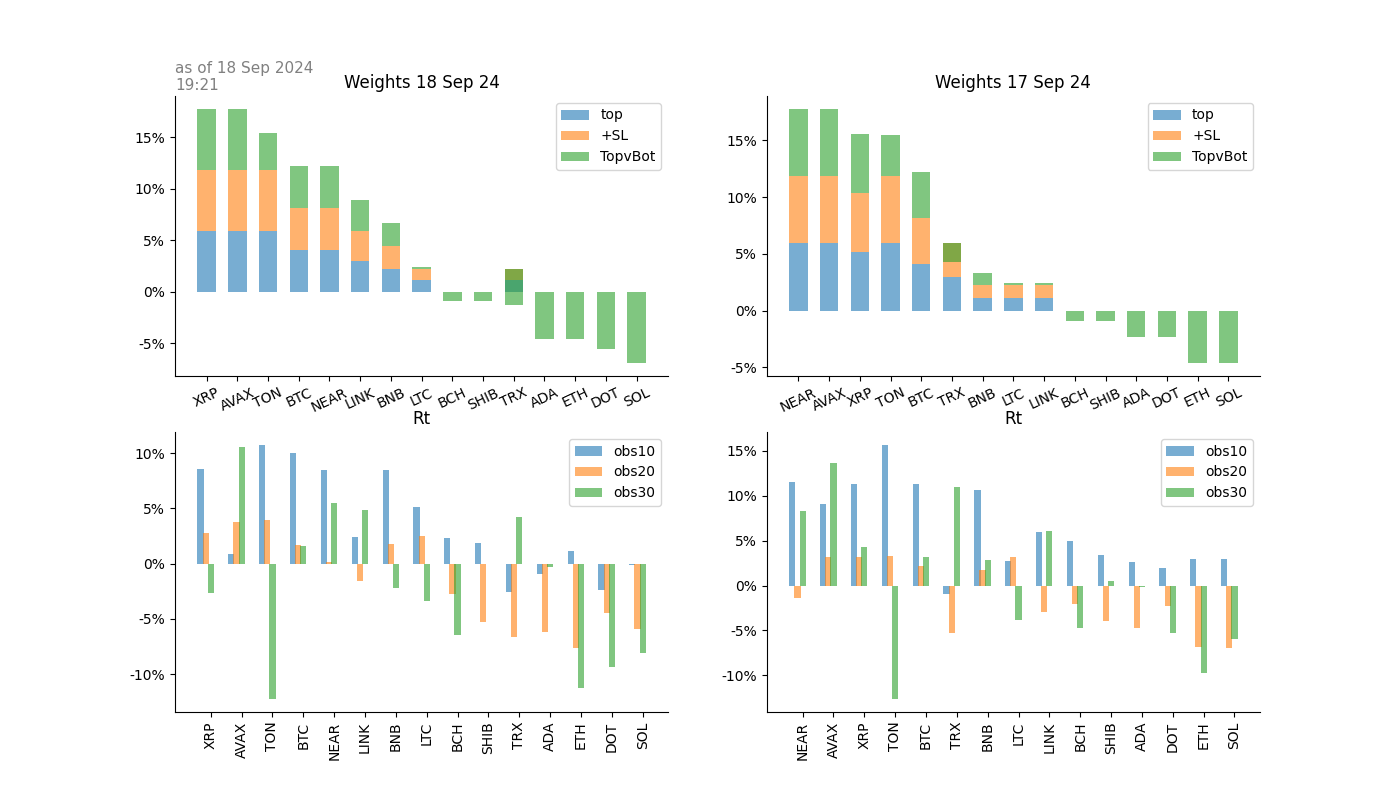 as of 18 Sep 2024
19:21
Weights 18 Sep 24
top
+SL
TopvBot
15%
10%
5%
0%
-5%
XRP AVAX TON BTC NEAR LINK BNB LTC BCH SHIB TRX ADA ETH DOT SOL
Weights 17 Sep 24
top
+SL
TopvBot
15%
10%
5%
0%
-5%
NEAR AVAX XRP TON BTC TRX BNB LTC LINK BCH SHIB ADA DOT ETH SOL
Rt
obs10
obs20
obs30
10%
5%
0%
-5%
-10%
XRP AVAX TON BTC NEAR LINK BNB LTC BCH SHIB TRX ADA ETH DOT SOL
Rt
obs10
obs20
obs30
15%
10%
5%
0%
-5%
-10%
NEAR AVAX XRP TON BTC TRX BNB LTC LINK BCH SHIB ADA DOT ETH SOL